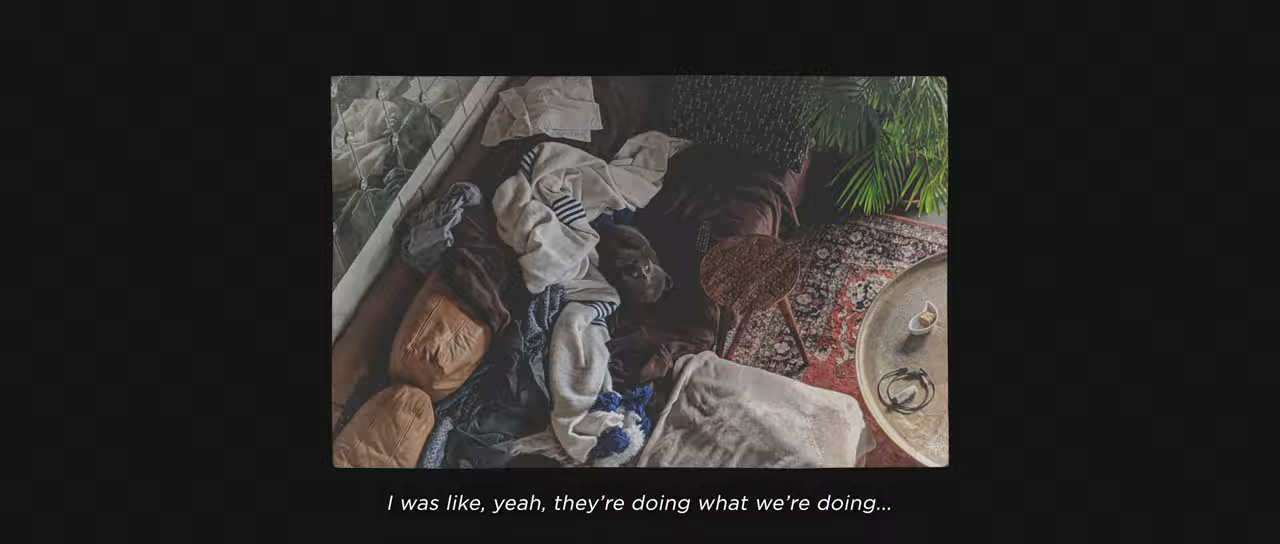 I was like, yeah, they’re doing what we’re doing...